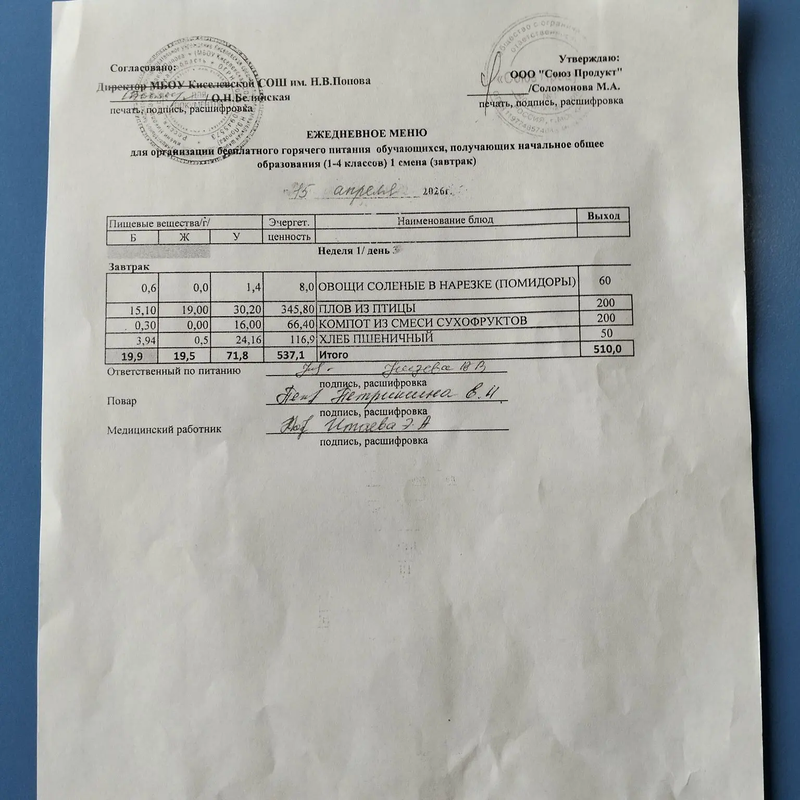 Согласовано:
Директор МБОУ Киселевской СОШ им. Н.В.Попова
/ О.Н.Белявская
печать, подпись, расшифровка
Утверждаю:
ООО "Союз Продукт"
/Соломонова М.А.
печать, подпись, расшифровка
ЕЖЕДНЕВНОЕ МЕНЮ
для организации бесплатного горячего питания обучающихся, получающих начальное общее
образования (1-4 классов) 1 смена (завтрак)
15 апреля 2026г.
Пищевые вещества/г/ Энергет. Наименование блюд Выход
Б Ж У ценность
Неделя 1/ день 3
Завтрак
0,6 0,0 1,4 8,0 ОВОЩИ СОЛЕНЫЕ В НАРЕЗКЕ (ПОМИДОРЫ) 60
15,10 19,00 30,20 345,80 ПЛОВ ИЗ ПТИЦЫ 200
0,30 0,00 16,00 66,40 КОМПОТ ИЗ СМЕСИ СУХОФРУКТОВ 200
3,94 0,5 24,16 116,9 ХЛЕБ ПШЕНИЧНЫЙ 50
19,9 19,5 71,8 537,1 Итого 510,0
Ответственный по питанию
подпись, расшифровка
Повар Петришина Е.И
подпись, расшифровка
Медицинский работник Итаева Э.А
подпись, расшифровка